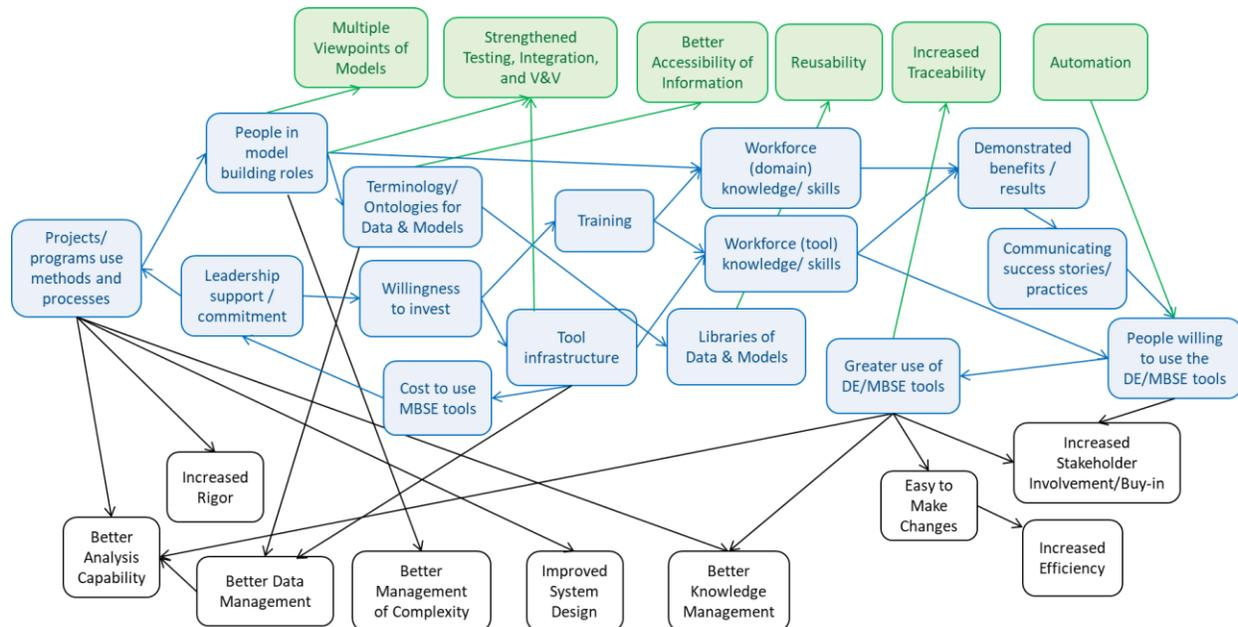 Multiple
Viewpoints of
Models
Strengthened
Testing, Integration,
and V&V
Better
Accessibility of
Information
Reusability
Increased
Traceability
Automation
People in
model
building roles
Terminology/
Ontologies for
Data & Models
Training
Workforce
(domain)
knowledge/ skills
Workforce (tool)
knowledge/ skills
Demonstrated
benefits /
results
Communicating
success stories/
practices
Projects/
programs use
methods and
processes
Leadership
support /
commitment
Willingness
to invest
Tool
infrastructure
Libraries of
Data & Models
Greater use of
DE/MBSE tools
People willing
to use the
DE/MBSE tools
Cost to use
MBSE tools
Increased
Rigor
Increased
Stakeholder
Involvement/Buy-in
Easy to
Make
Changes
Better
Analysis
Capability
Better Data
Management
Better
Management
of Complexity
Improved
System
Design
Better
Knowledge
Management
Increased
Efficiency